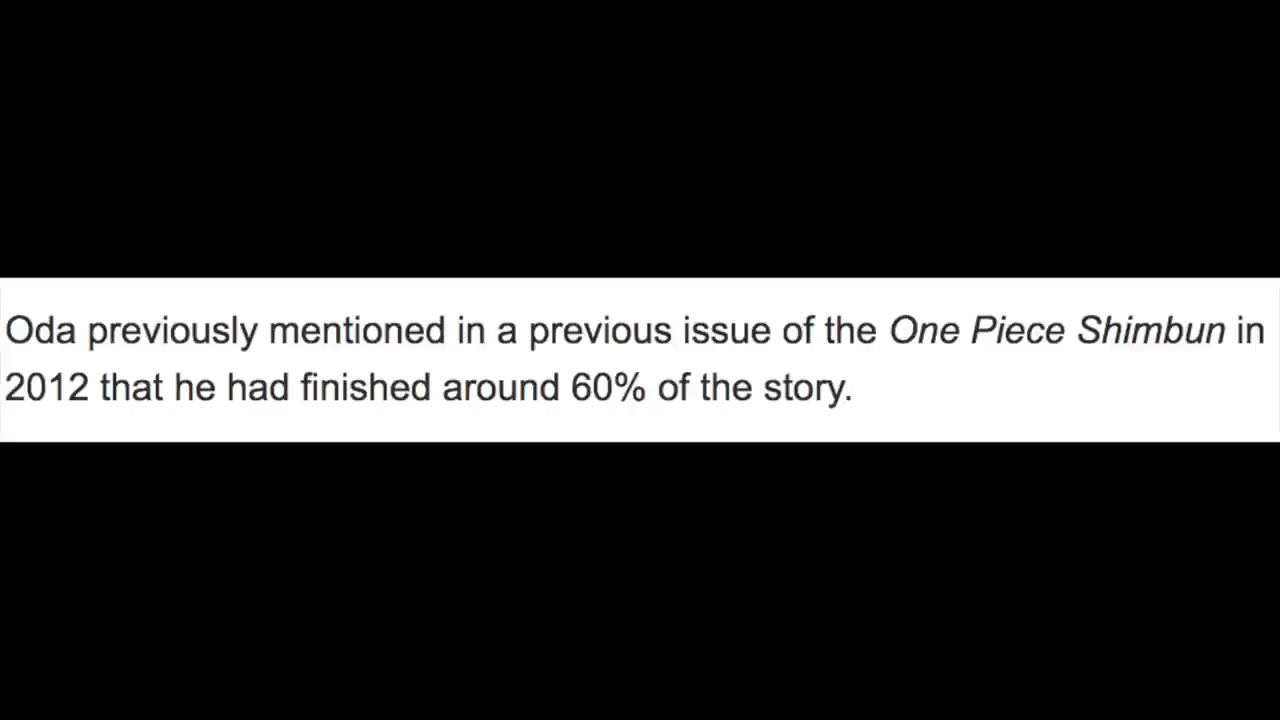 Oda previously mentioned in a previous issue of the One Piece Shimbun in
2012 that he had finished around 60% of the story.